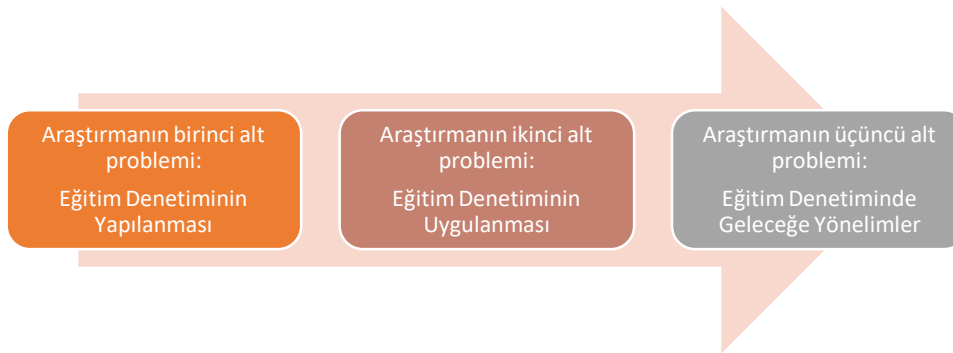 Araştırmanın birinci alt
problemi:
Eğitim Denetiminin
Yapılanması
Araştırmanın ikinci alt
problemi:
Eğitim Denetiminin
Uygulanması
Araştırmanın üçüncü alt
problemi:
Eğitim Denetiminde
Geleceğe Yönelimler